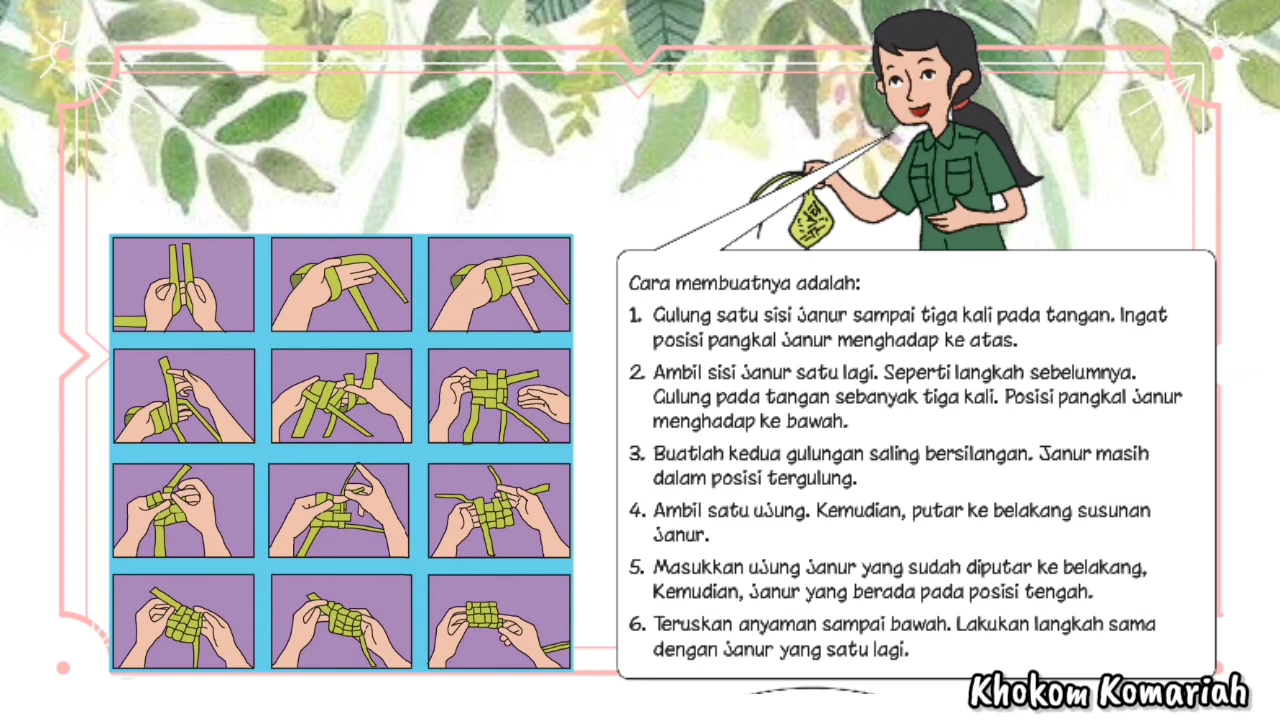 Cara membuatnya adalah:
1. Gulung satu sisi janur sampai tiga kali pada tangan. Ingat
posisi pangkal janur menghadap ke atas.
2. Ambil sisi janur satu lagi. Seperti langkah sebelumnya.
Gulung pada tangan sebanyak tiga kali. Posisi pangkal janur
menghadap ke bawah.
3. Buatlah kedua gulungan saling bersilangan. Janur masih
dalam posisi tergulung.
4. Ambil satu ujung. Kemudian, putar ke belakang susunan
janur.
5. Masukkan ujung janur yang sudah diputar ke belakang,
Kemudian, janur yang berada pada posisi tengah.
6. Teruskan anyaman sampai bawah. Lakukan langkah sama
dengan janur yang satu lagi.
Khokom Komariah